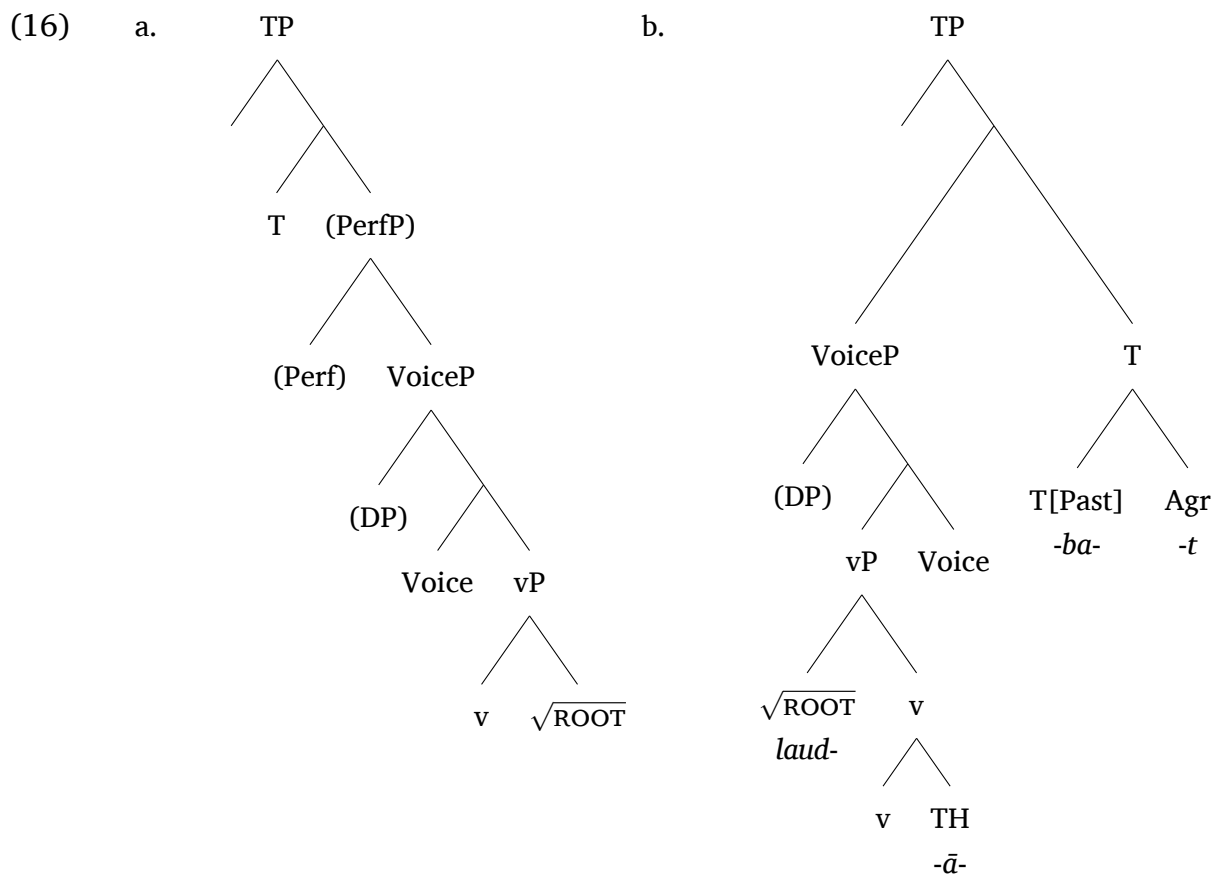 (16) a. TP b. TP
T (PerfP)
(Perf) VoiceP VoiceP T
(DP) (DP) T[Past] Agr
-ba- -t
Voice vP vP Voice
v √ROOT √ROOT v
laud-
v TH
-ā-